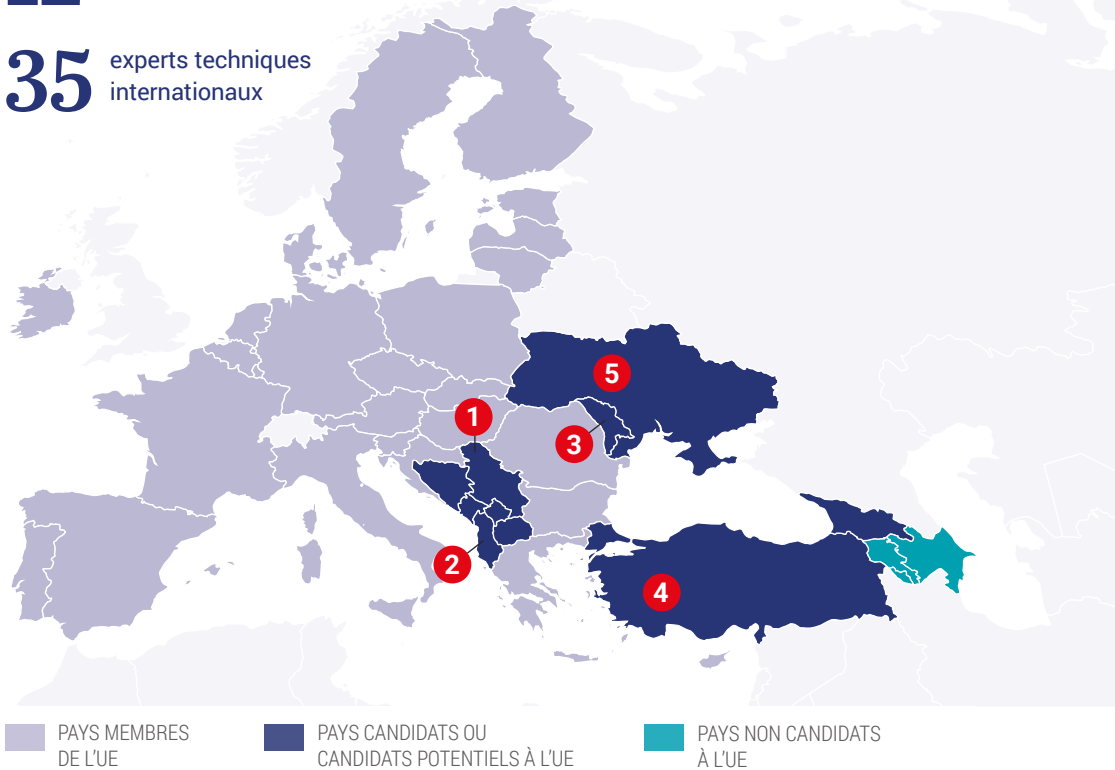 35 experts techniques
internationaux
1
5
3
2
4
PAYS MEMBRES
DE L'UE
PAYS CANDIDATS OU
CANDIDATS POTENTIELS À L'UE
PAYS NON CANDIDATS
À L'UE